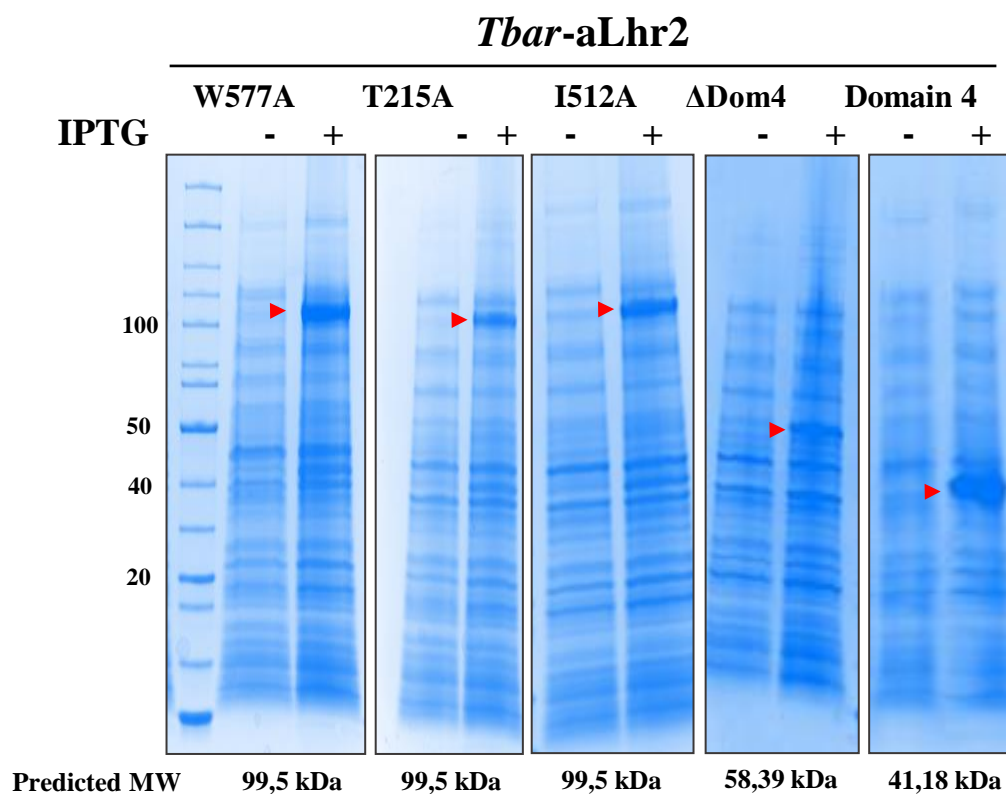 Tbar-aLhr2
W577A T215A I512A ΔDom4 Domain 4
IPTG - + - + - + - + - +
100
50
40
20
Predicted MW 99,5 kDa 99,5 kDa 99,5 kDa 58,39 kDa 41,18 kDa